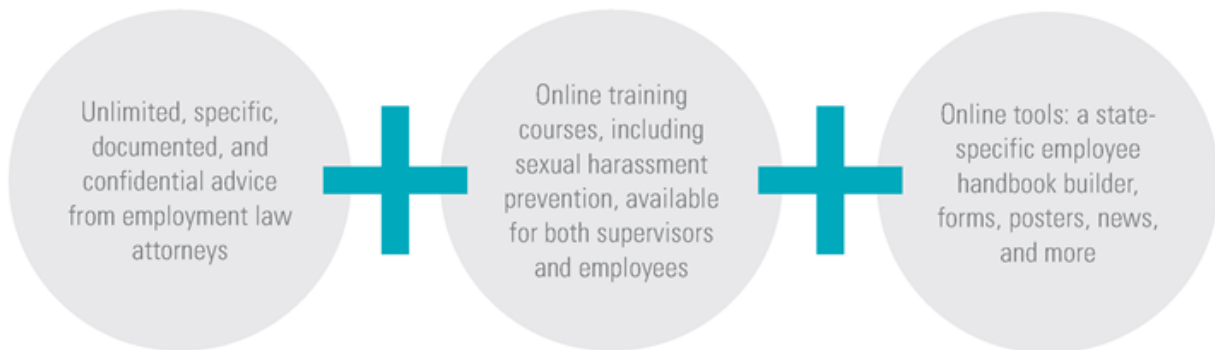 Unlimited, specific,
documented, and
confidential advice
from employment law
attorneys
Online training
courses, including
sexual harassment
prevention, available
for both supervisors
and employees
Online tools: a state-
specific employee
handbook builder,
forms, posters, news,
and more